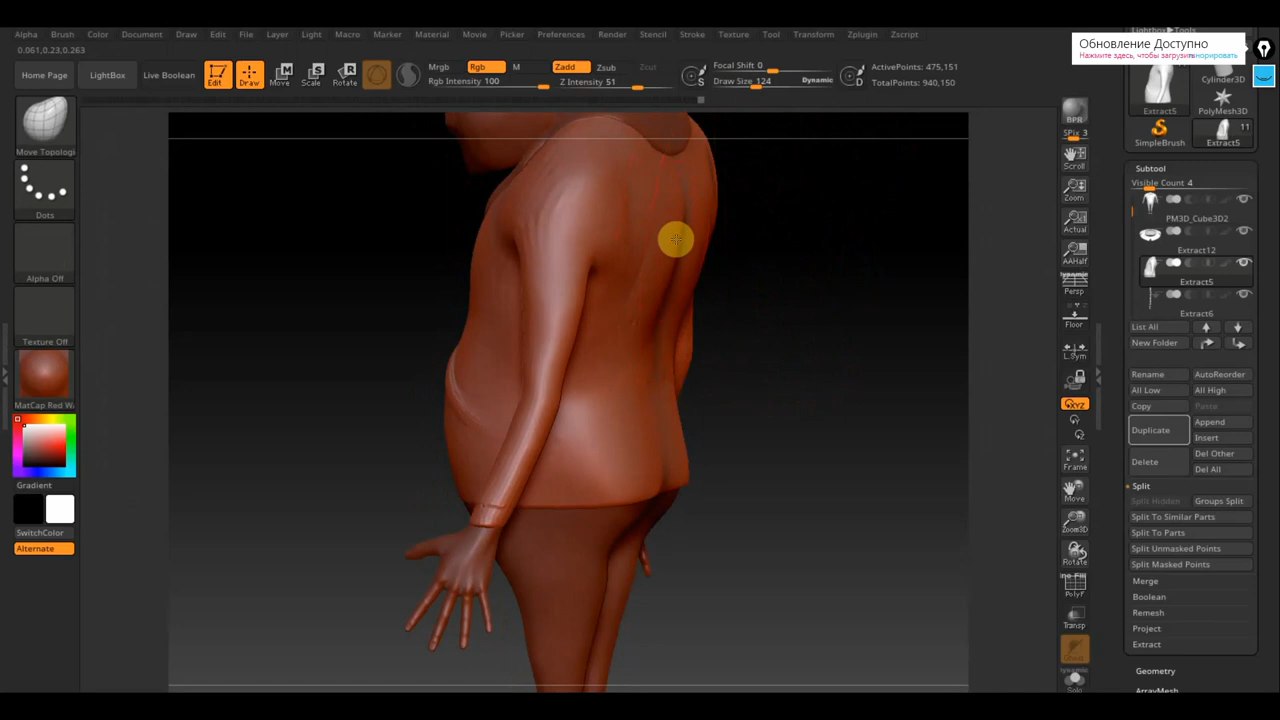 Alpha Brush Color Document Draw Edit File Layer Light Macro Marker Material Movie Picker Preferences Render Stencil Stroke Texture Tool Transform Zplugin Zscript
0.061,0.23,0.263
Обновление Доступно
Нажмите здесь, чтобы загрузить
Home Page
LightBox
Live Boolean
Edit
Draw
Move
Scale
Rotate
Mrgb
Rgb
M
Rgb Intensity 100
Zadd
Zsub
Zcut
Z Intensity 51
S
Focal Shift 0
Draw Size 124
Dynamic
D
ActivePoints: 475,151
TotalPoints: 940,150
Move Topologi
Dots
Alpha Off
Texture Off
MatCap Red Wa
Gradient
SwitchColor
Alternate
BPR
SPix 3
Scroll
Zoom
Actual
AAHalf
Dynamic
Persp
Floor
L.Sym
XYZ
Y
Z
Frame
Move
Zoom3D
Rotate
PolyF
Transp
Solo
Extract5
Cylinder3D
PolyMesh3D
SimpleBrush
11
Extract5
Subtool
Visible Count 4
PM3D_Cube3D2
Extract12
Extract5
Extract6
List All
New Folder
Rename AutoReorder
All Low All High
Copy Paste
Duplicate
Append
Insert
Delete
Del Other
Del All
Split
Split Hidden Groups Split
Split To Similar Parts
Split To Parts
Split Unmasked Points
Split Masked Points
Merge
Boolean
Remesh
Project
Extract
Geometry
ArrayMesh